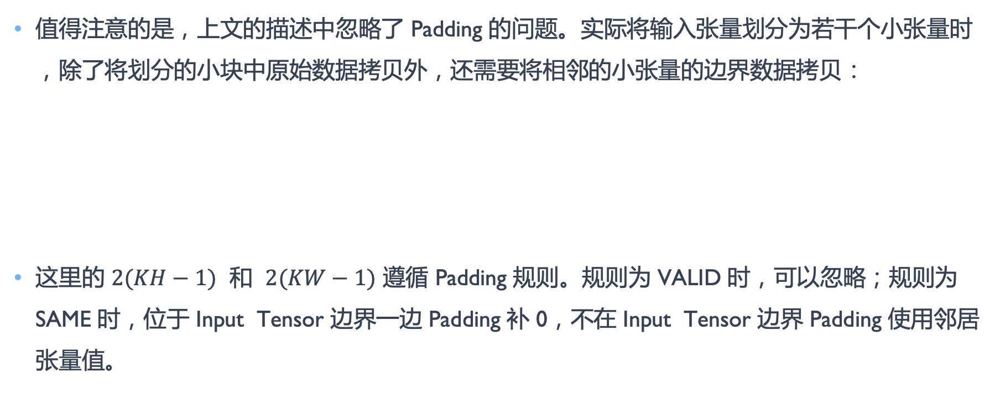 • 值得注意的是，上文的描述中忽略了 Padding 的问题。实际将输入张量划分为若干个小张量时
，除了将划分的小块中原始数据拷贝外，还需要将相邻的小张量的边界数据拷贝：
• 这里的 2(KH − 1) 和 2(KW − 1) 遵循 Padding 规则。规则为 VALID 时，可以忽略；规则为
SAME 时，位于 Input Tensor 边界一边 Padding 补 0，不在 Input Tensor 边界 Padding 使用邻居
张量值。